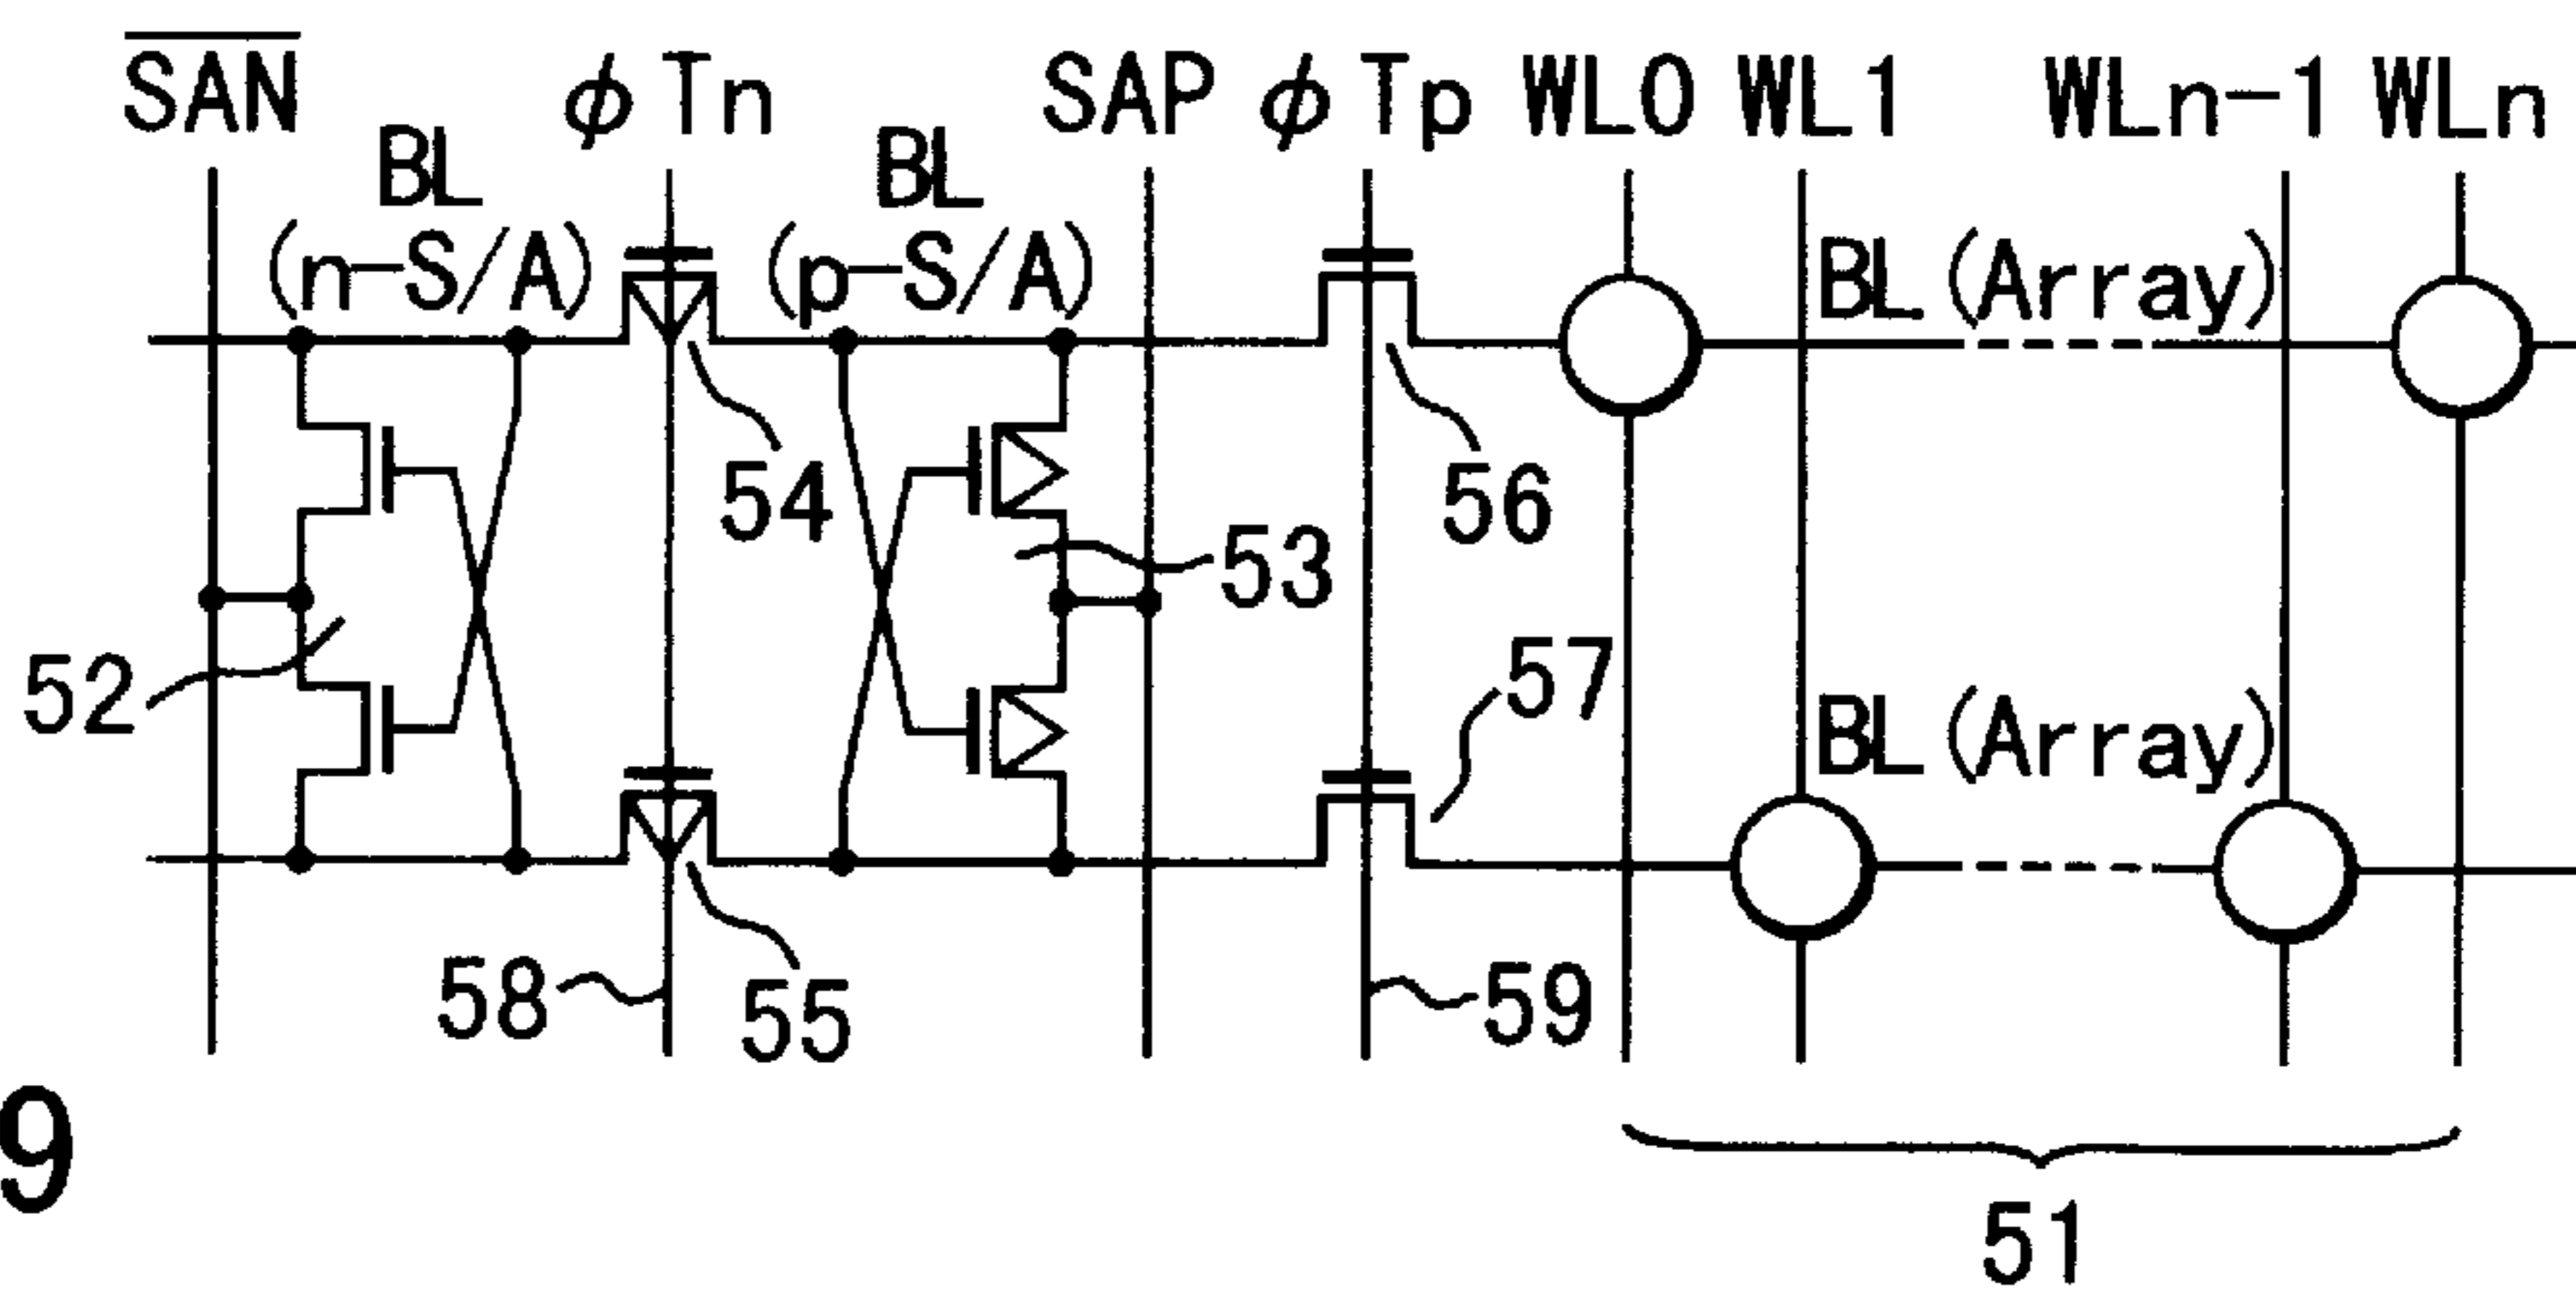 S̅A̅N̅ ϕTn SAP ϕTp WL0 WL1 WLn-1 WLn
BL (n-S/A)
BL (p-S/A)
BL (Array)
54
56
53
52
57
BL (Array)
58
55
59
9
51